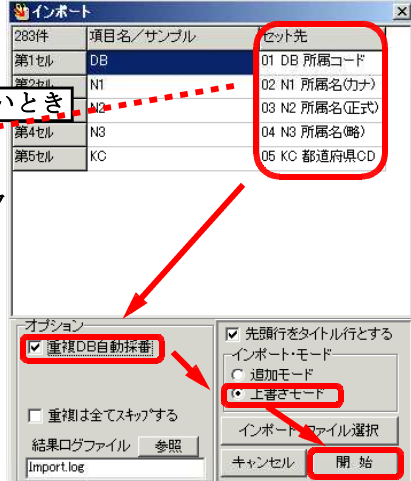 インポート
283件 項目名／サンプル セット先
第1セル DB 01 DB 所属コード
第2セル N1 02 N1 所属名(カナ)
いとき
N2 03 N2 所属名(正式)
第4セル N3 04 N3 所属名(略)
第5セル KC 05 KC 都道府県CD
オプション
重複DB自動採番
重複は全てスキップする
結果ログファイル 参照
Import.log
先頭行をタイトル行とする
インポート・モード
追加モード
上書きモード
インポート ファイル選択
キャンセル 開 始